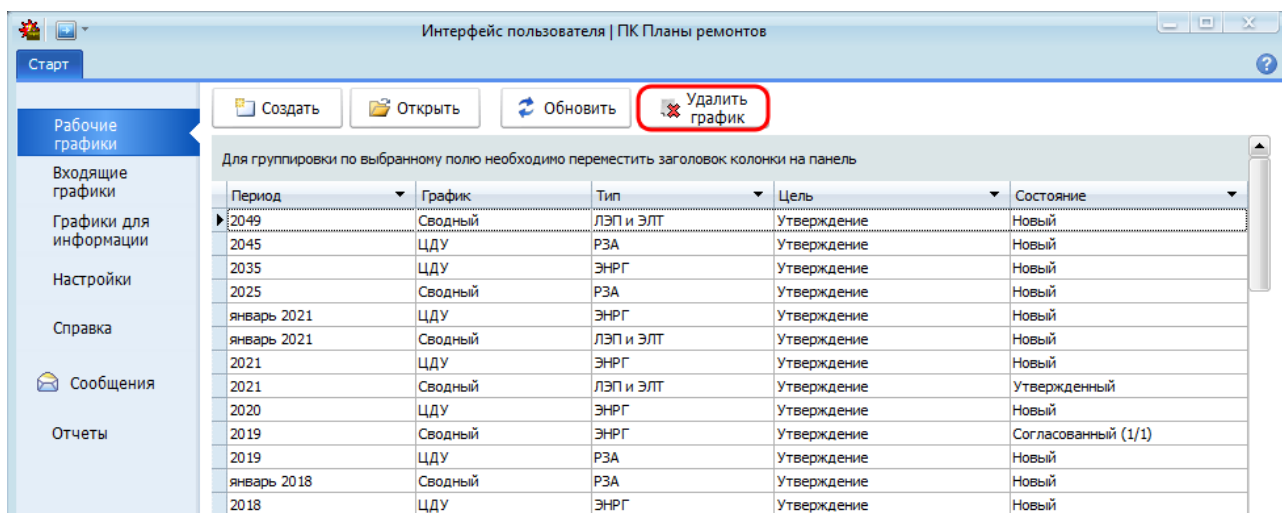 Интерфейс пользователя | ПК Планы ремонтов
Старт
Создать Открыть Обновить Удалить график
Рабочие графики
Входящие графики
Графики для информации
Настройки
Справка
Сообщения
Отчеты
Для группировки по выбранному полю необходимо переместить заголовок колонки на панель
Период График Тип Цель Состояние
2049 Сводный ЛЭП и ЭЛТ Утверждение Новый
2045 ЦДУ РЗА Утверждение Новый
2035 ЦДУ ЭНРГ Утверждение Новый
2025 Сводный РЗА Утверждение Новый
январь 2021 ЦДУ ЭНРГ Утверждение Новый
январь 2021 Сводный ЛЭП и ЭЛТ Утверждение Новый
2021 ЦДУ ЭНРГ Утверждение Новый
2021 Сводный ЛЭП и ЭЛТ Утверждение Утвержденный
2020 ЦДУ ЭНРГ Утверждение Новый
2019 Сводный ЭНРГ Утверждение Согласованный (1/1)
2019 ЦДУ РЗА Утверждение Новый
январь 2018 Сводный РЗА Утверждение Новый
2018 ЦДУ ЭНРГ Утверждение Новый